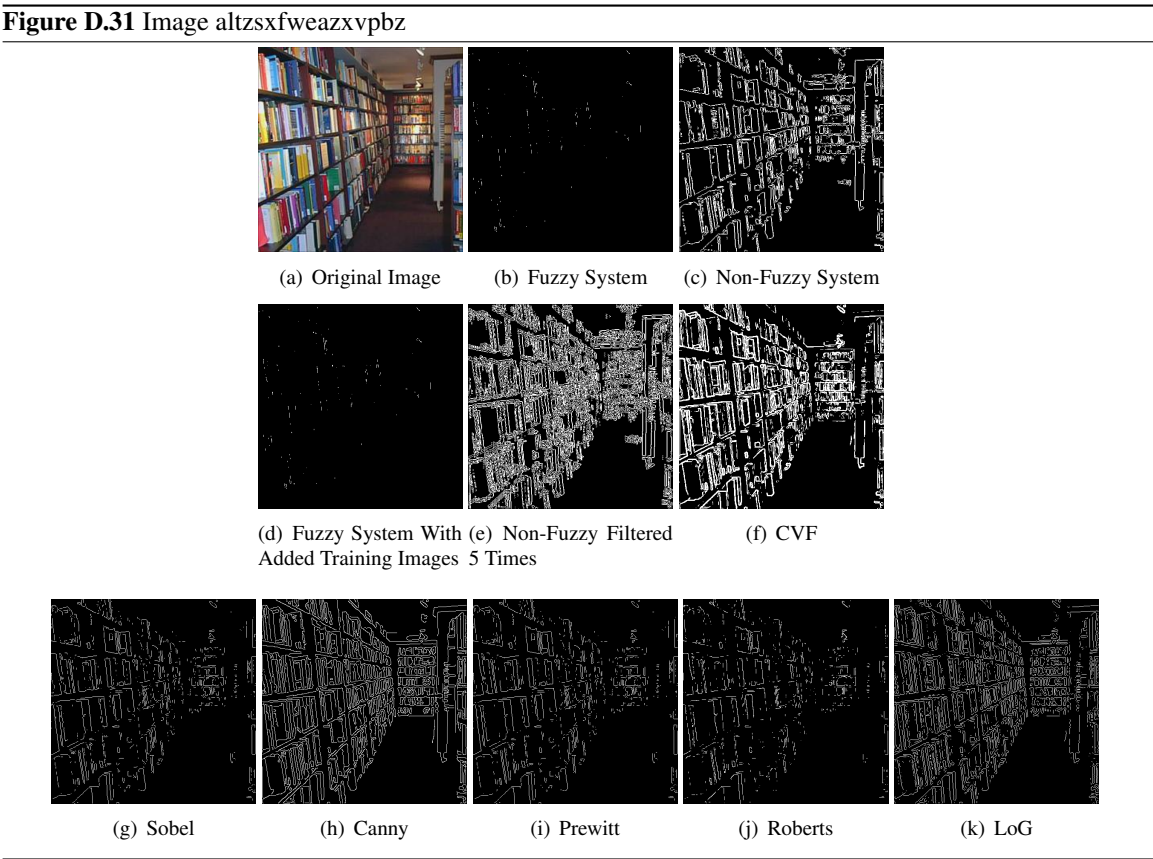 Figure D.31 Image altzsxfweazxvpbz
(a) Original Image
(b) Fuzzy System
(c) Non-Fuzzy System
(d) Fuzzy System With
Added Training Images
(e) Non-Fuzzy Filtered
5 Times
(f) CVF
(g) Sobel
(h) Canny
(i) Prewitt
(j) Roberts
(k) LoG